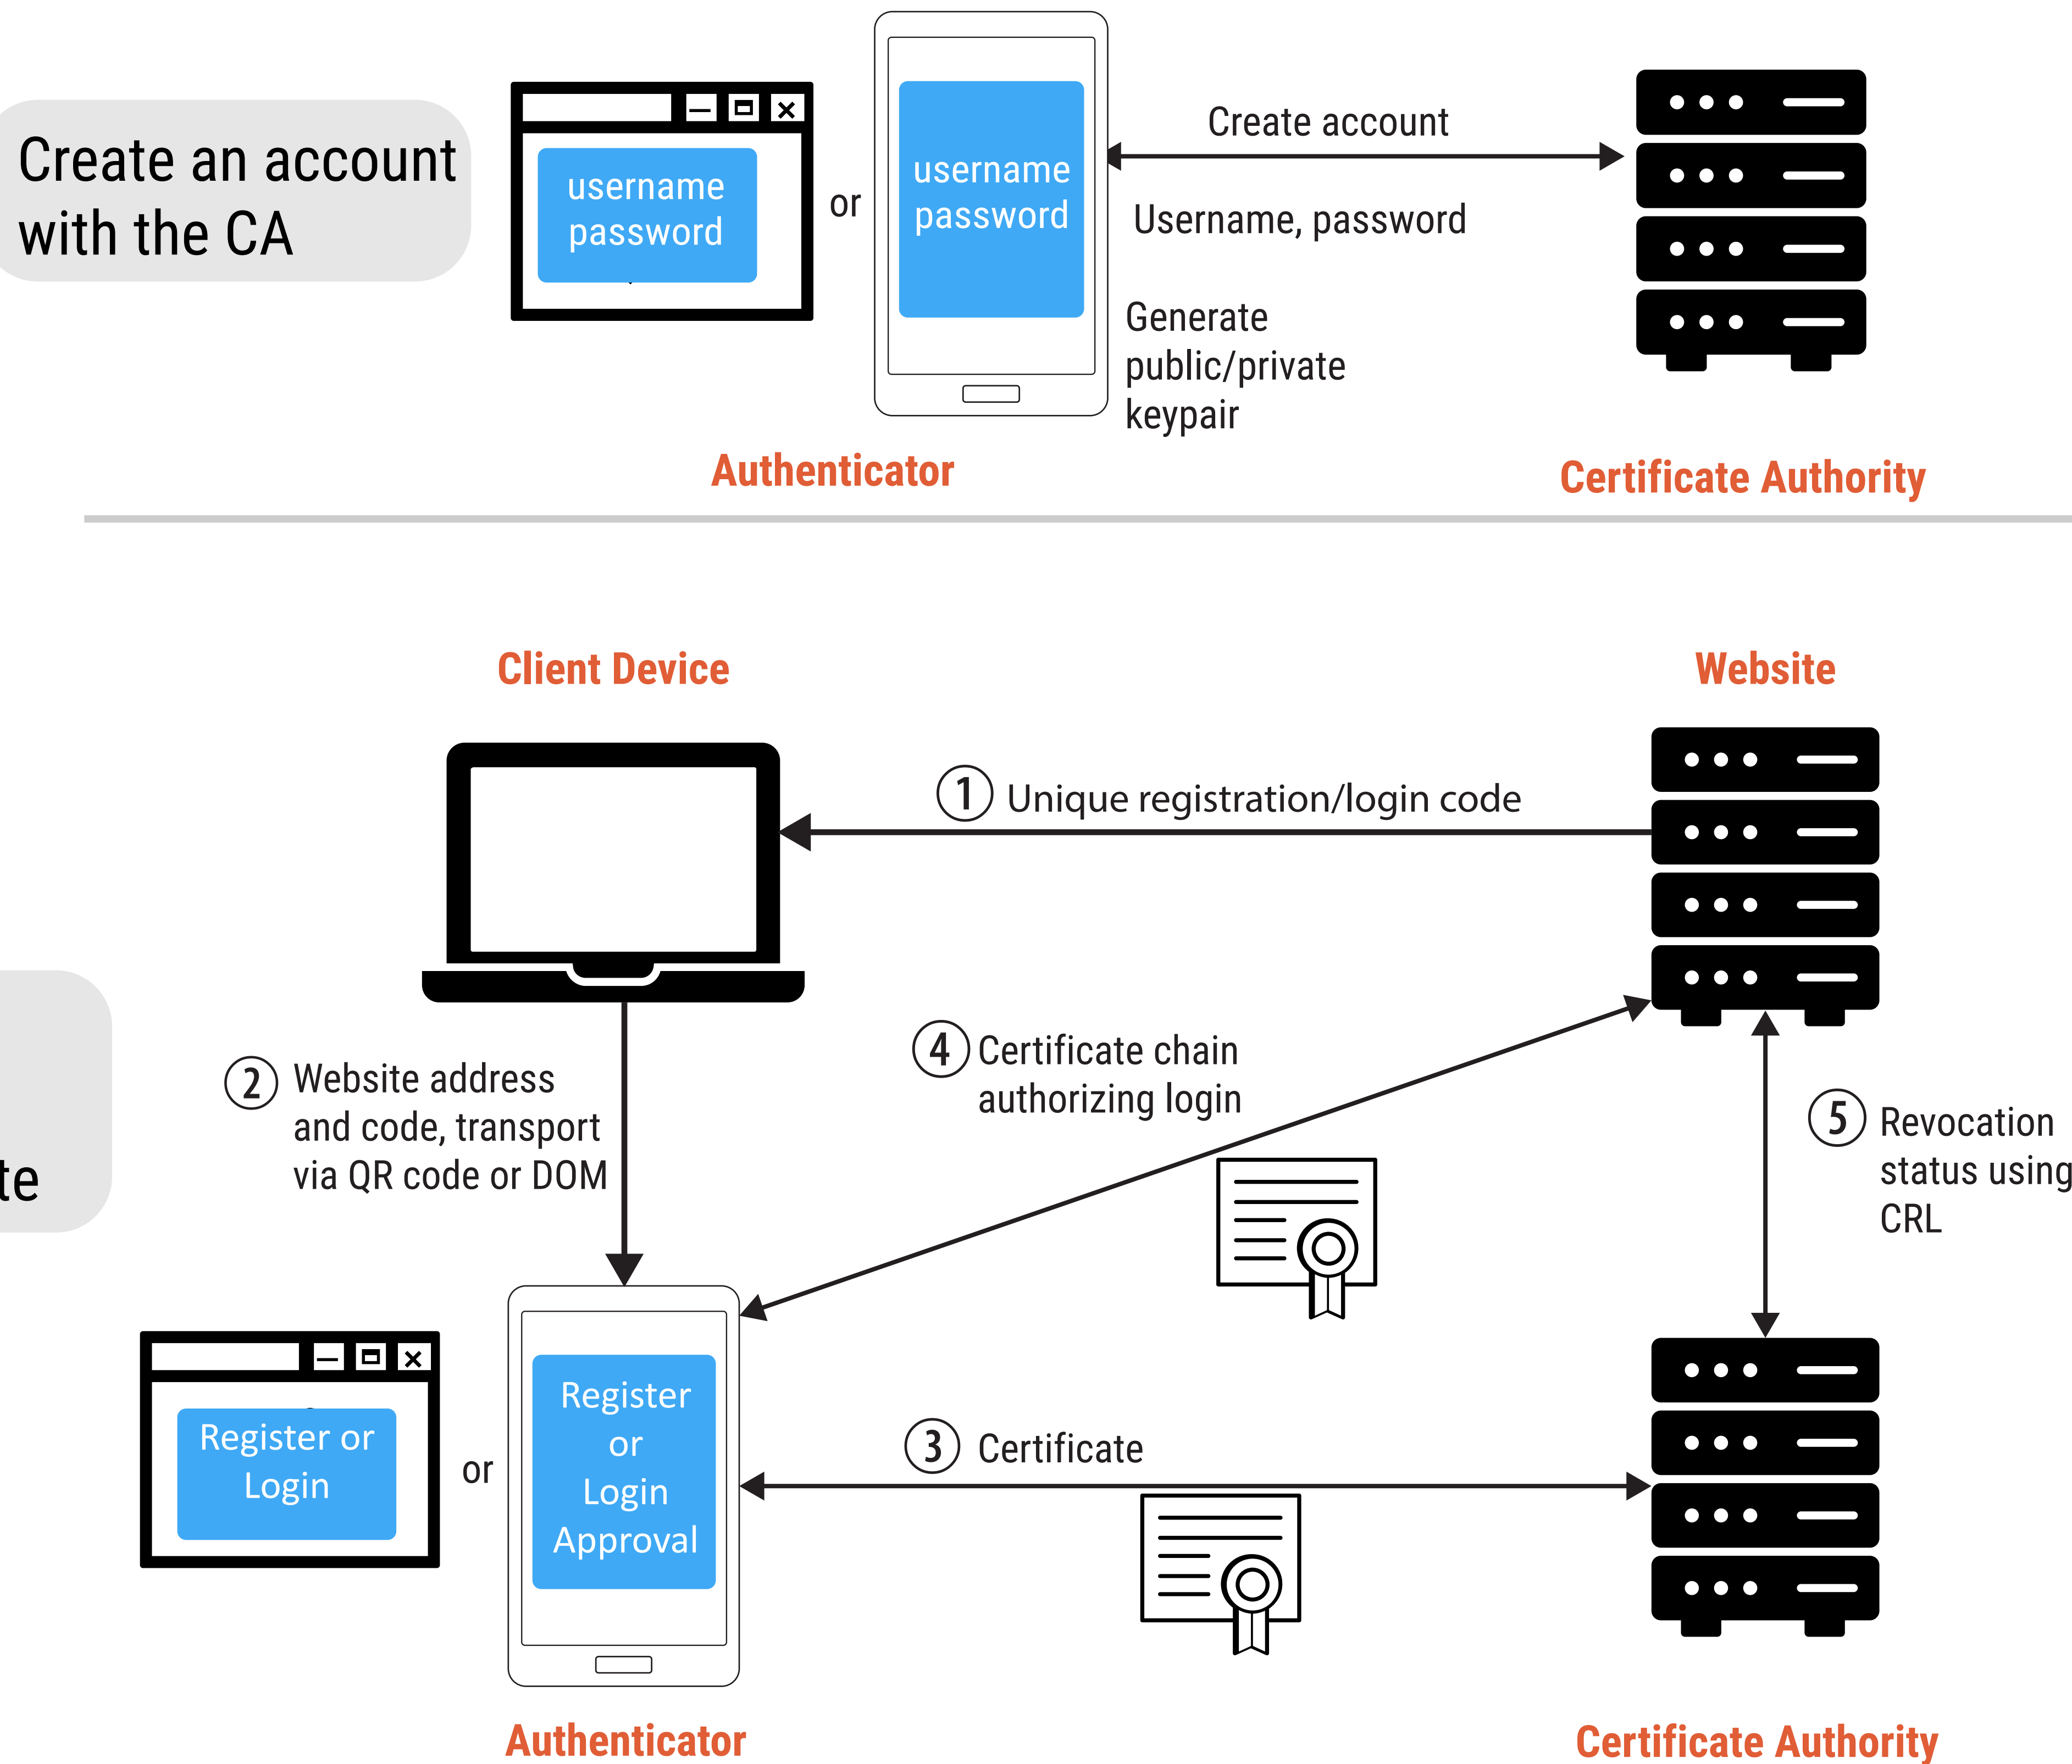 Create an account
with the CA
username
password
or
username
password
Create account
Username, password
Generate
public/private
keypair
Authenticator
Certificate Authority
Client Device
Website
1 Unique registration/login code
2 Website address
and code, transport
via QR code or DOM
4 Certificate chain
authorizing login
5 Revocation
status using
CRL
te
Register or
Login
or
Register
or
Login
Approval
3 Certificate
Authenticator
Certificate Authority